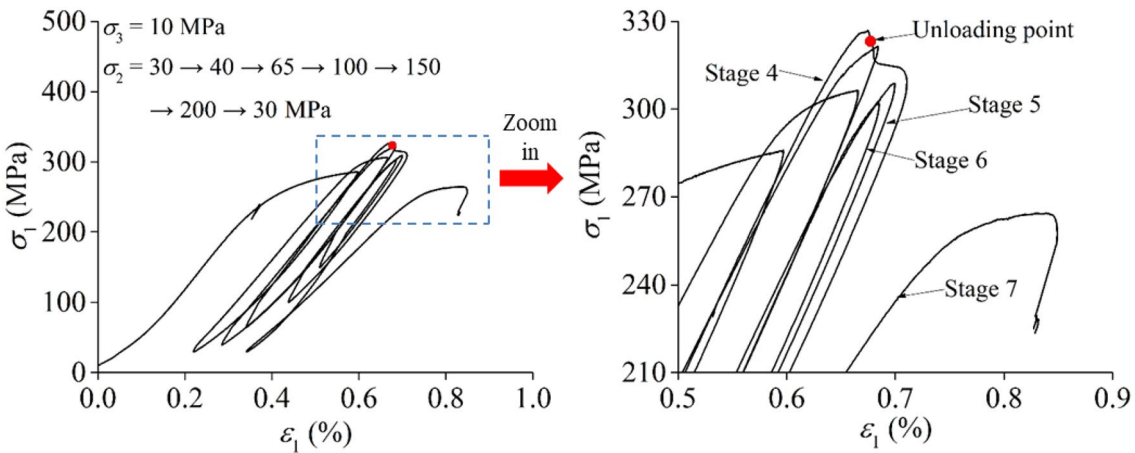 500
400
300
200
100
0
σ₁ (MPa)
σ₃ = 10 MPa
σ₂ = 30 → 40 → 65 → 100 → 150
→ 200 → 30 MPa
0.0 0.2 0.4 0.6 0.8 1.0
ε₁ (%)
Zoom
in
330
300
270
240
210
σ₁ (MPa)
Unloading point
Stage 4
Stage 5
Stage 6
Stage 7
0.5 0.6 0.7 0.8 0.9
ε₁ (%)